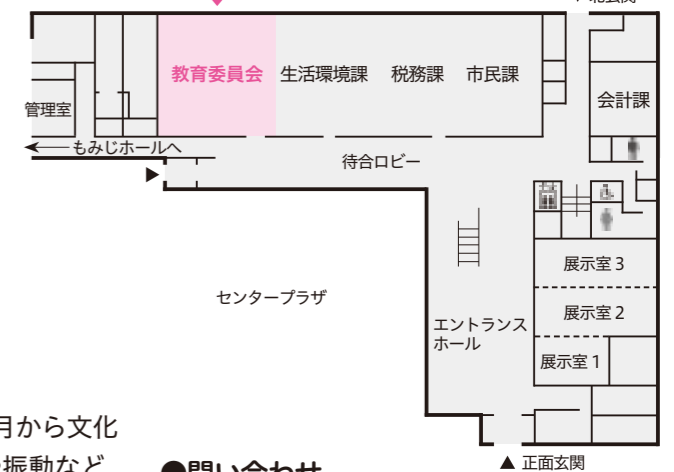 教育委員会 生活環境課 税務課 市民課
会計課
管理室
もみじホールへ
待合ロビー
センタープラザ
エントランス
ホール
展示室3
展示室2
展示室1
▲ 正面玄関
月から文化
振動など
●問い合わせ